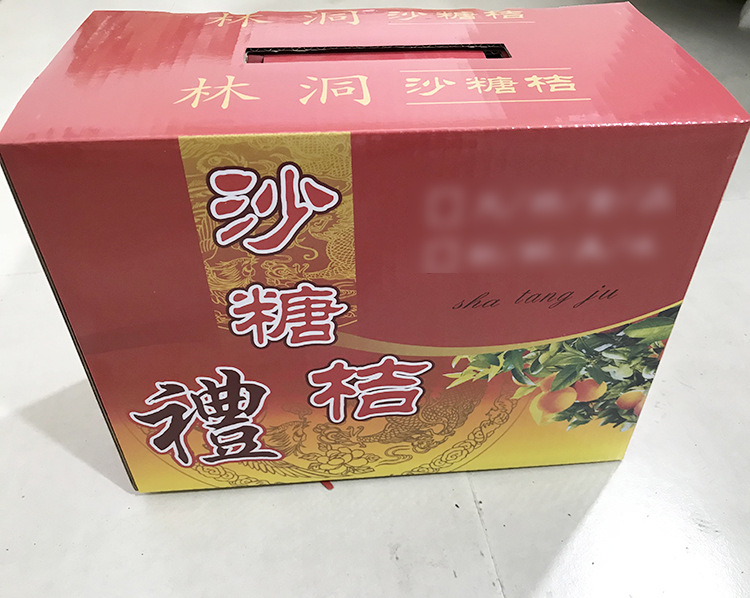 林洞 沙糖桔
林洞 沙糖桔
沙糖桔
禮
sha tang ju